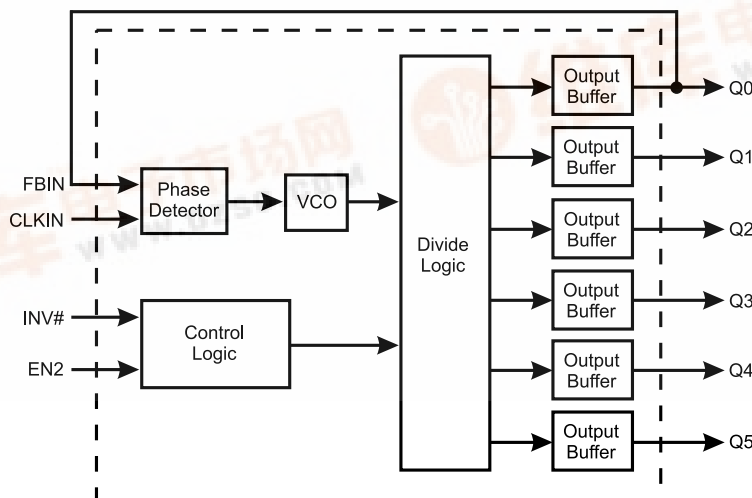 Output
Buffer
Q0
Output
Buffer
Q1
FBIN
Phase
Detector
VCO
CLKIN
Output
Buffer
Q2
Divide
Logic
INV#
Control
Logic
Output
Buffer
Q3
EN2
Output
Buffer
Q4
Output
Buffer
Q5